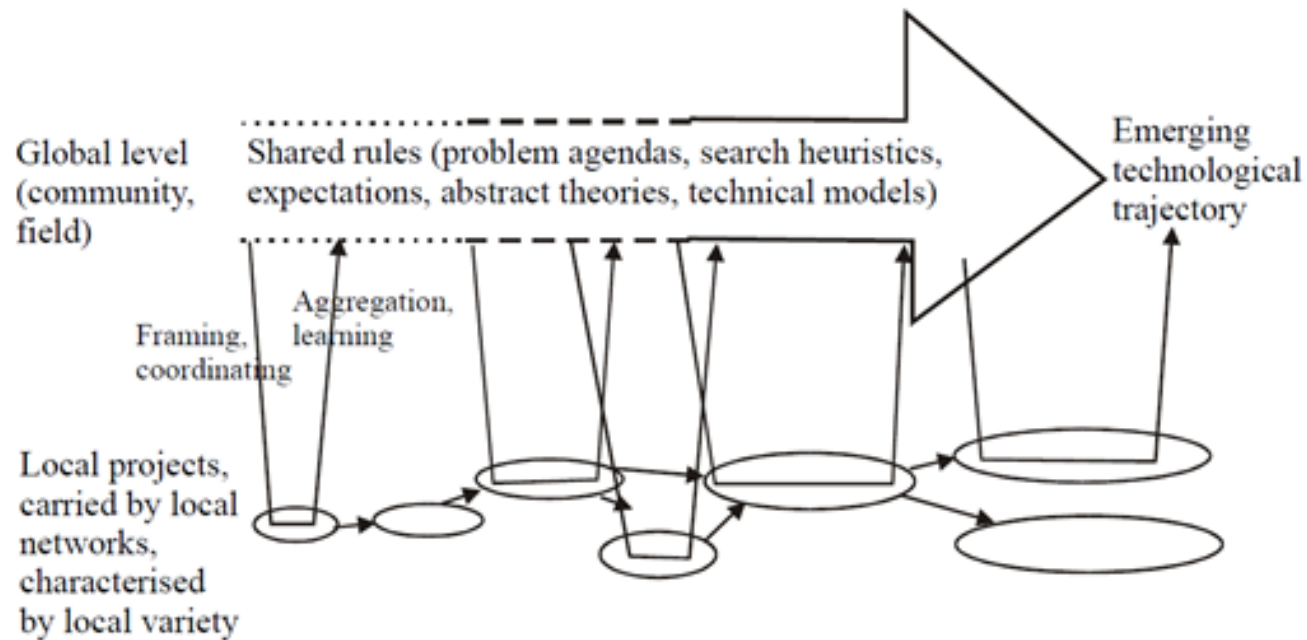 Global level
(community,
field)
Shared rules (problem agendas, search heuristics,
expectations, abstract theories, technical models)
Emerging
technological
trajectory
Framing,
coordinating
Aggregation,
learning
Local projects,
carried by local
networks,
characterised
by local variety